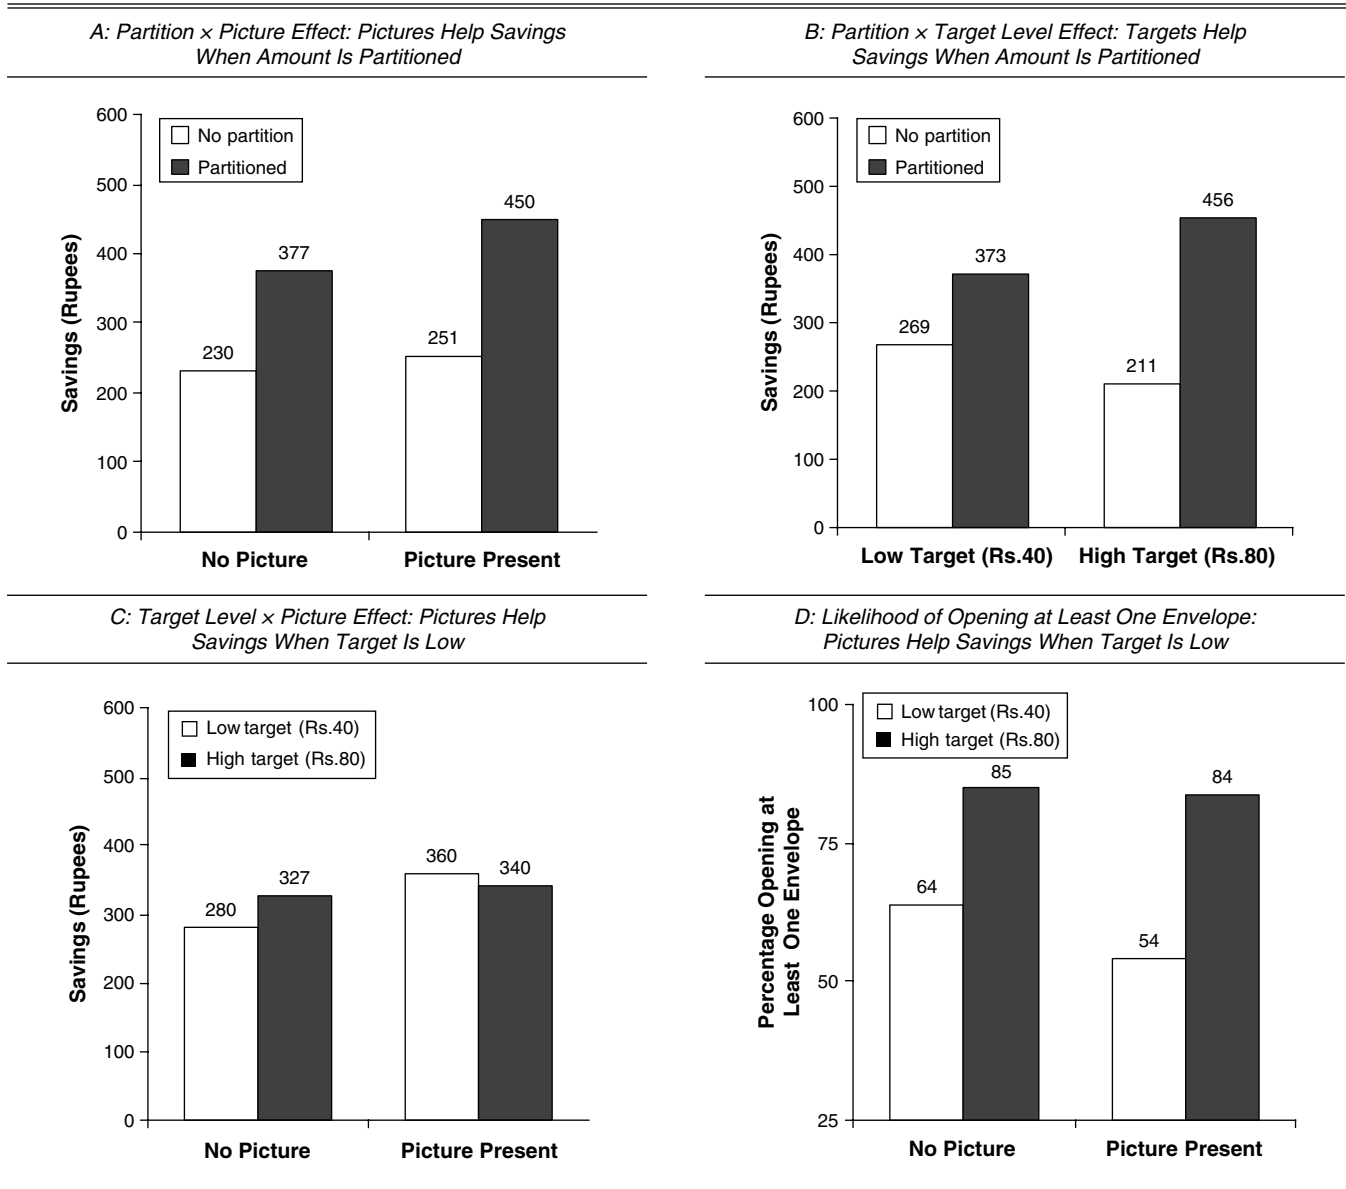 A: Partition × Picture Effect: Pictures Help Savings
When Amount Is Partitioned
600
500
400
300
200
100
0
Savings (Rupees)
No partition
Partitioned
230
377
251
450
No Picture
Picture Present
B: Partition × Target Level Effect: Targets Help
Savings When Amount Is Partitioned
600
500
400
300
200
100
0
Savings (Rupees)
No partition
Partitioned
269
373
211
456
Low Target (Rs.40)
High Target (Rs.80)
C: Target Level × Picture Effect: Pictures Help
Savings When Target Is Low
600
500
400
300
200
100
0
Savings (Rupees)
Low target (Rs.40)
High target (Rs.80)
280
327
360
340
No Picture
Picture Present
D: Likelihood of Opening at Least One Envelope:
Pictures Help Savings When Target Is Low
100
75
50
25
Percentage Opening at
Least One Envelope
Low target (Rs.40)
High target (Rs.80)
64
85
54
84
No Picture
Picture Present